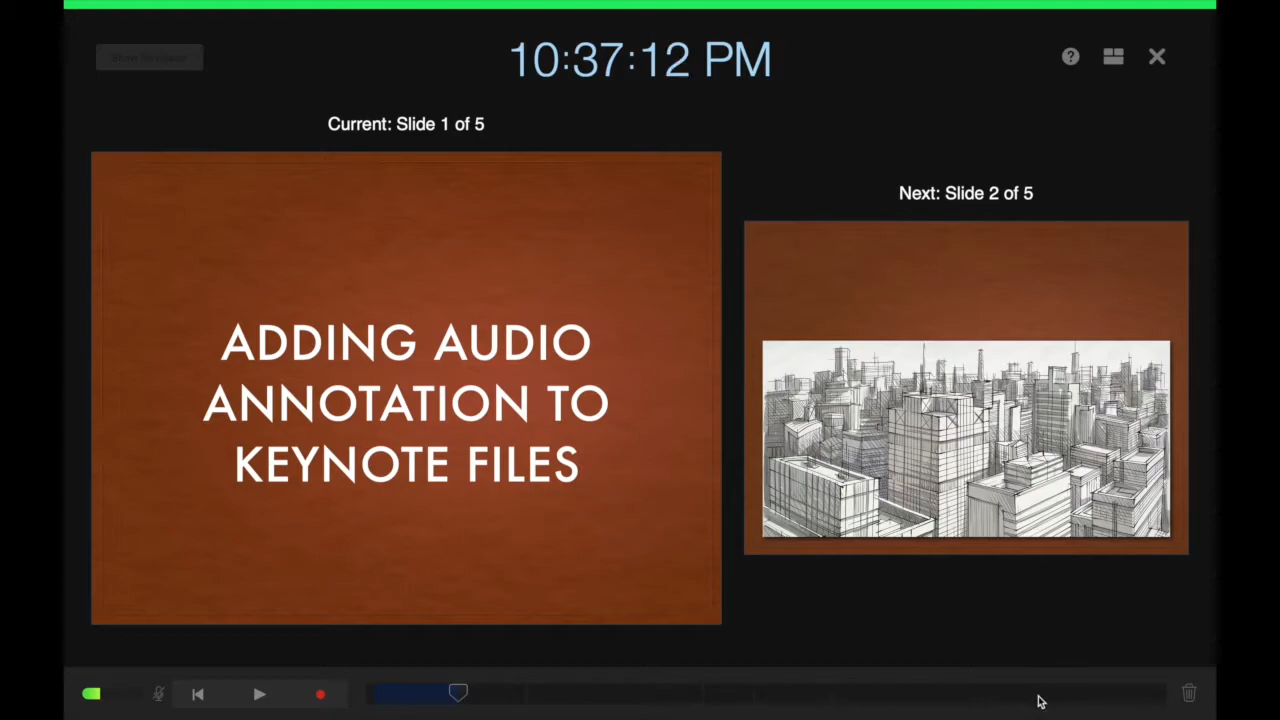 10:37:12 PM
Current: Slide 1 of 5
Next: Slide 2 of 5
ADDING AUDIO
ANNOTATION TO
KEYNOTE FILES